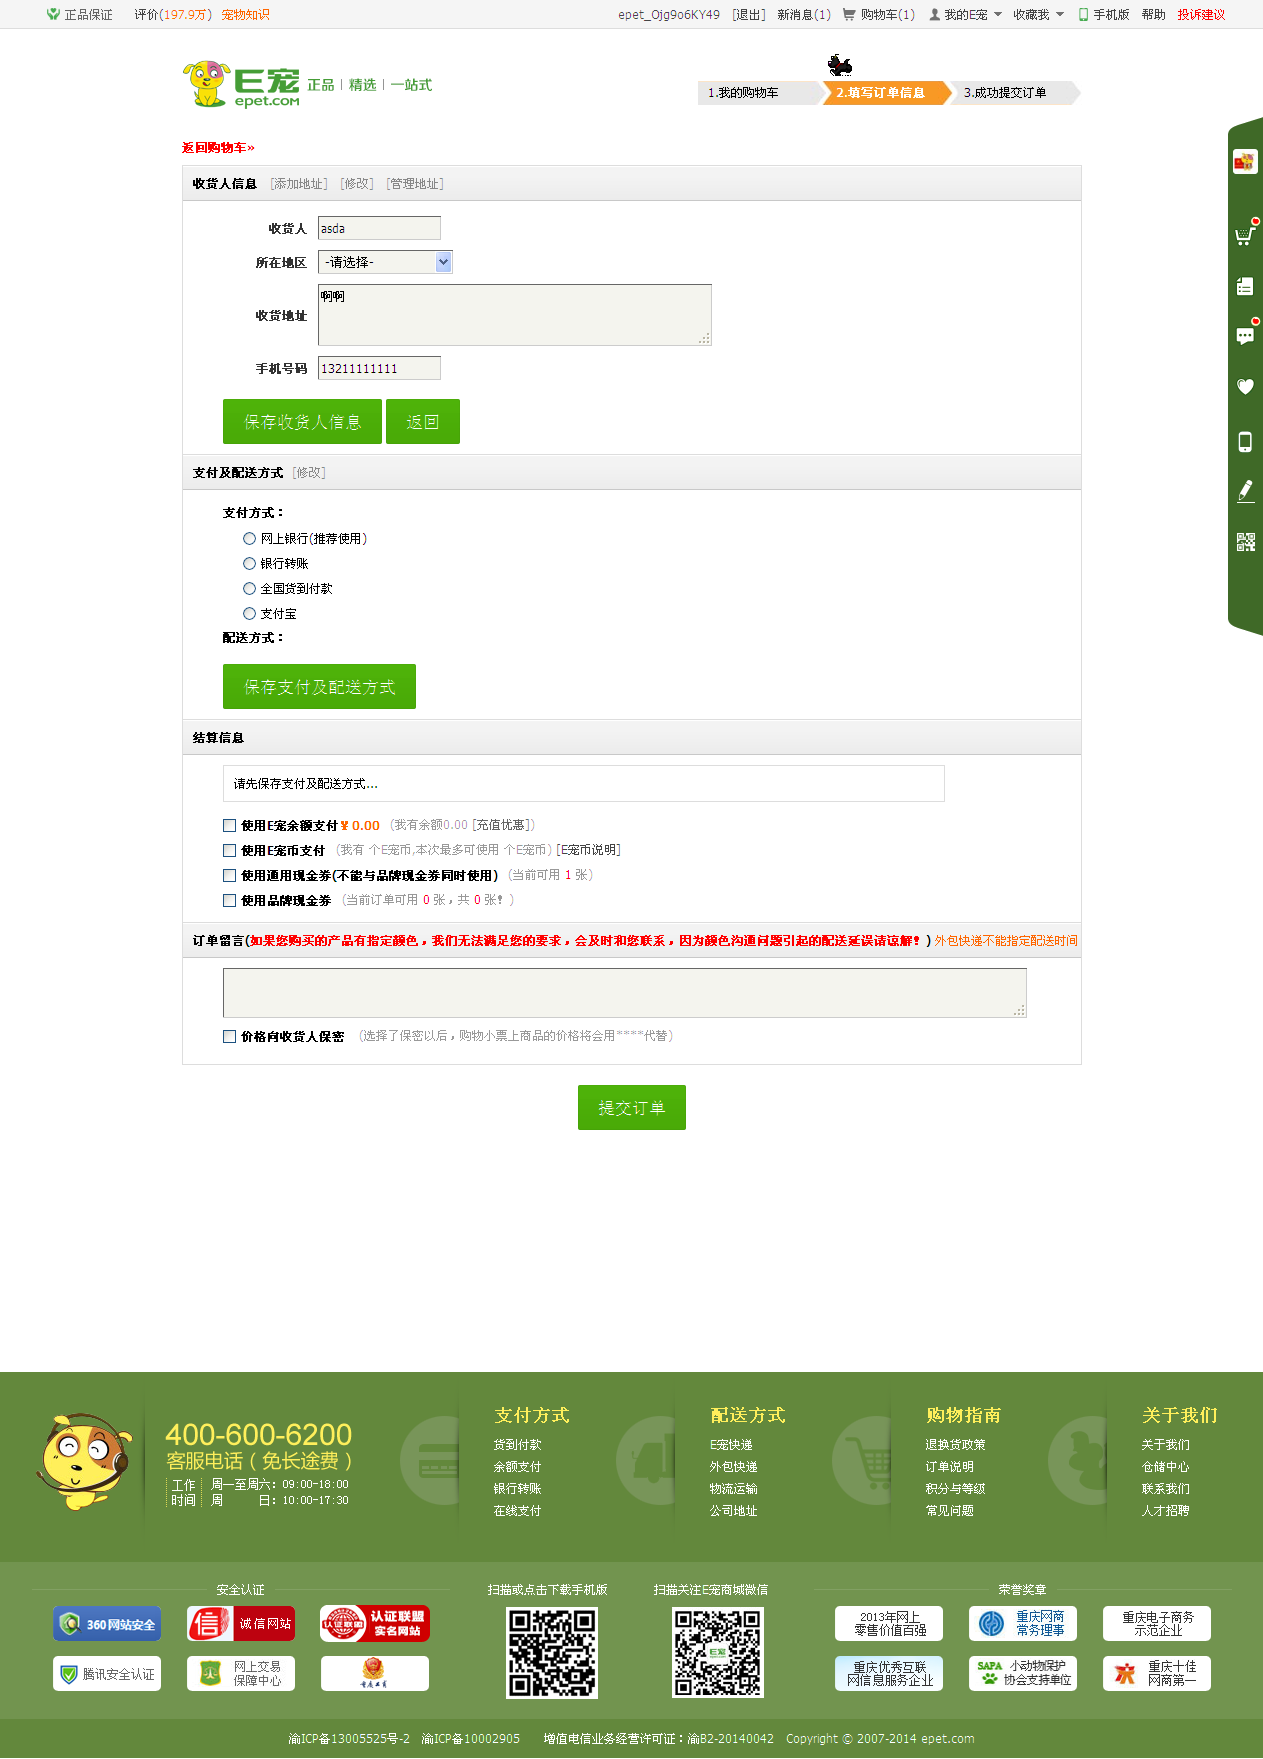 正品保证 评价(197.9万) 宠物知识 epet_Ojg9o6KY49 [退出] 新消息(1) 购物车(1) 我的E宠 收藏我 手机版 帮助 投诉建议
E宠 epet.com 正品 | 精选 | 一站式
1.我的购物车 2.填写订单信息 3.成功提交订单
返回购物车»
收货人信息 [添加地址] [修改] [管理地址]
收货人 asda
所在地区 -请选择-
收货地址 啊啊
手机号码 13211111111
保存收货人信息 返回
支付及配送方式 [修改]
支付方式：
网上银行(推荐使用)
银行转账
全国货到付款
支付宝
配送方式：
保存支付及配送方式
结算信息
请先保存支付及配送方式...
使用E宠余额支付¥ 0.00 (我有余额0.00 [充值优惠])
使用E宠币支付 (我有 个E宠币,本次最多可使用 个E宠币) [E宠币说明]
使用通用现金券(不能与品牌现金券同时使用) (当前可用 1 张)
使用品牌现金券 (当前订单可用 0 张，共 0 张！)
订单留言(如果您购买的产品有指定颜色，我们无法满足您的要求，会及时和您联系，因为颜色沟通问题引起的配送延误请谅解！) 外包快递不能指定配送时间
价格向收货人保密 (选择了保密以后，购物小票上商品的价格将会用****代替)
提交订单
400-600-6200
客服电话（免长途费）
工作时间 周一至周六：09:00-18:00
周 日：10:00-17:30
支付方式 配送方式 购物指南 关于我们
货到付款 E宠快递 退换货政策 关于我们
余额支付 外包快递 订单说明 仓储中心
银行转账 物流运输 积分与等级 联系我们
在线支付 公司地址 常见问题 人才招聘
安全认证 扫描或点击下载手机版 扫描关注E宠商城微信 荣誉奖章
360网站安全 信 诚信网站 认证联盟 认证联盟 实名网站
E宠
2013年网上零售价值百强 重庆网商常务理事 重庆电子商务示范企业
腾讯安全认证 网上交易保障中心 重庆工商
重庆优秀互联网信息服务企业 SAPA 小动物保护协会支持单位 重庆十佳网商第一
渝ICP备13005525号-2 渝ICP备10002905 增值电信业务经营许可证：渝B2-20140042 Copyright © 2007-2014 epet.com